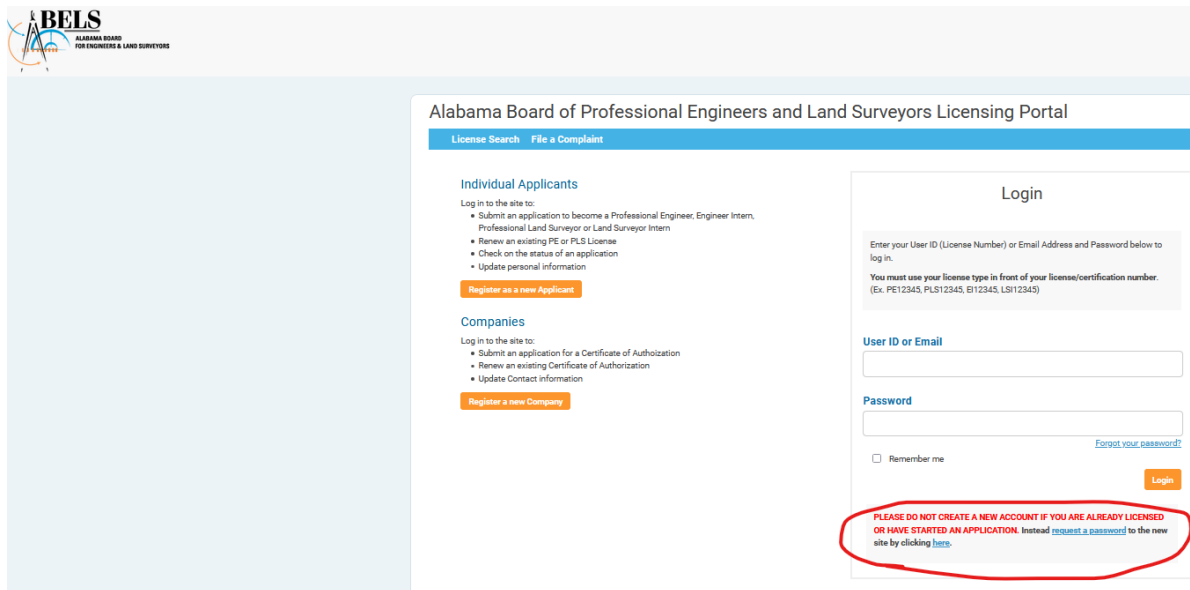 BELS
ALABAMA BOARD
FOR ENGINEERS & LAND SURVEYORS
Alabama Board of Professional Engineers and Land Surveyors Licensing Portal
License Search File a Complaint
Individual Applicants
Log in to the site to:
Submit an application to become a Professional Engineer, Engineer Intern,
Professional Land Surveyor or Land Surveyor Intern
Renew an existing PE or PLS License
Check on the status of an application
Update personal information
Register as a new Applicant
Companies
Log in to the site to:
Submit an application for a Certificate of Authoization
Renew an existing Certificate of Authorization
Update Contact information
Register a new Company
Login
Enter your User ID (License Number) or Email Address and Password below to
log in.
You must use your license type in front of your license/certification number.
(Ex. PE12345, PLS12345, EI12345, LSI12345)
User ID or Email
Password
Forgot your password?
Remember me
Login
PLEASE DO NOT CREATE A NEW ACCOUNT IF YOU ARE ALREADY LICENSED
OR HAVE STARTED AN APPLICATION. Instead request a password to the new
site by clicking here.